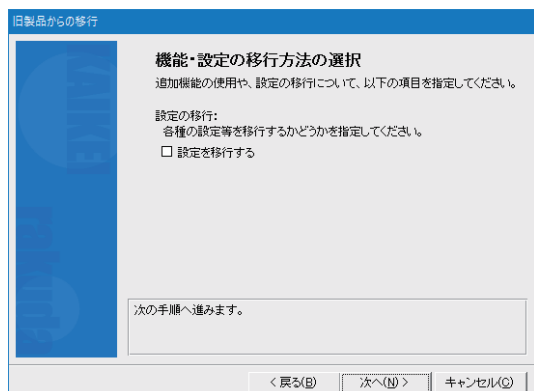 旧製品からの移行
機能・設定の移行方法の選択
追加機能の使用や、設定の移行について、以下の項目を指定してください。
設定の移行:
各種の設定等を移行するかどうかを指定してください。
設定を移行する
KAIKEI
rakuda
次の手順へ進みます。
< 戻る(B)
次へ(N) >
キャンセル(C)